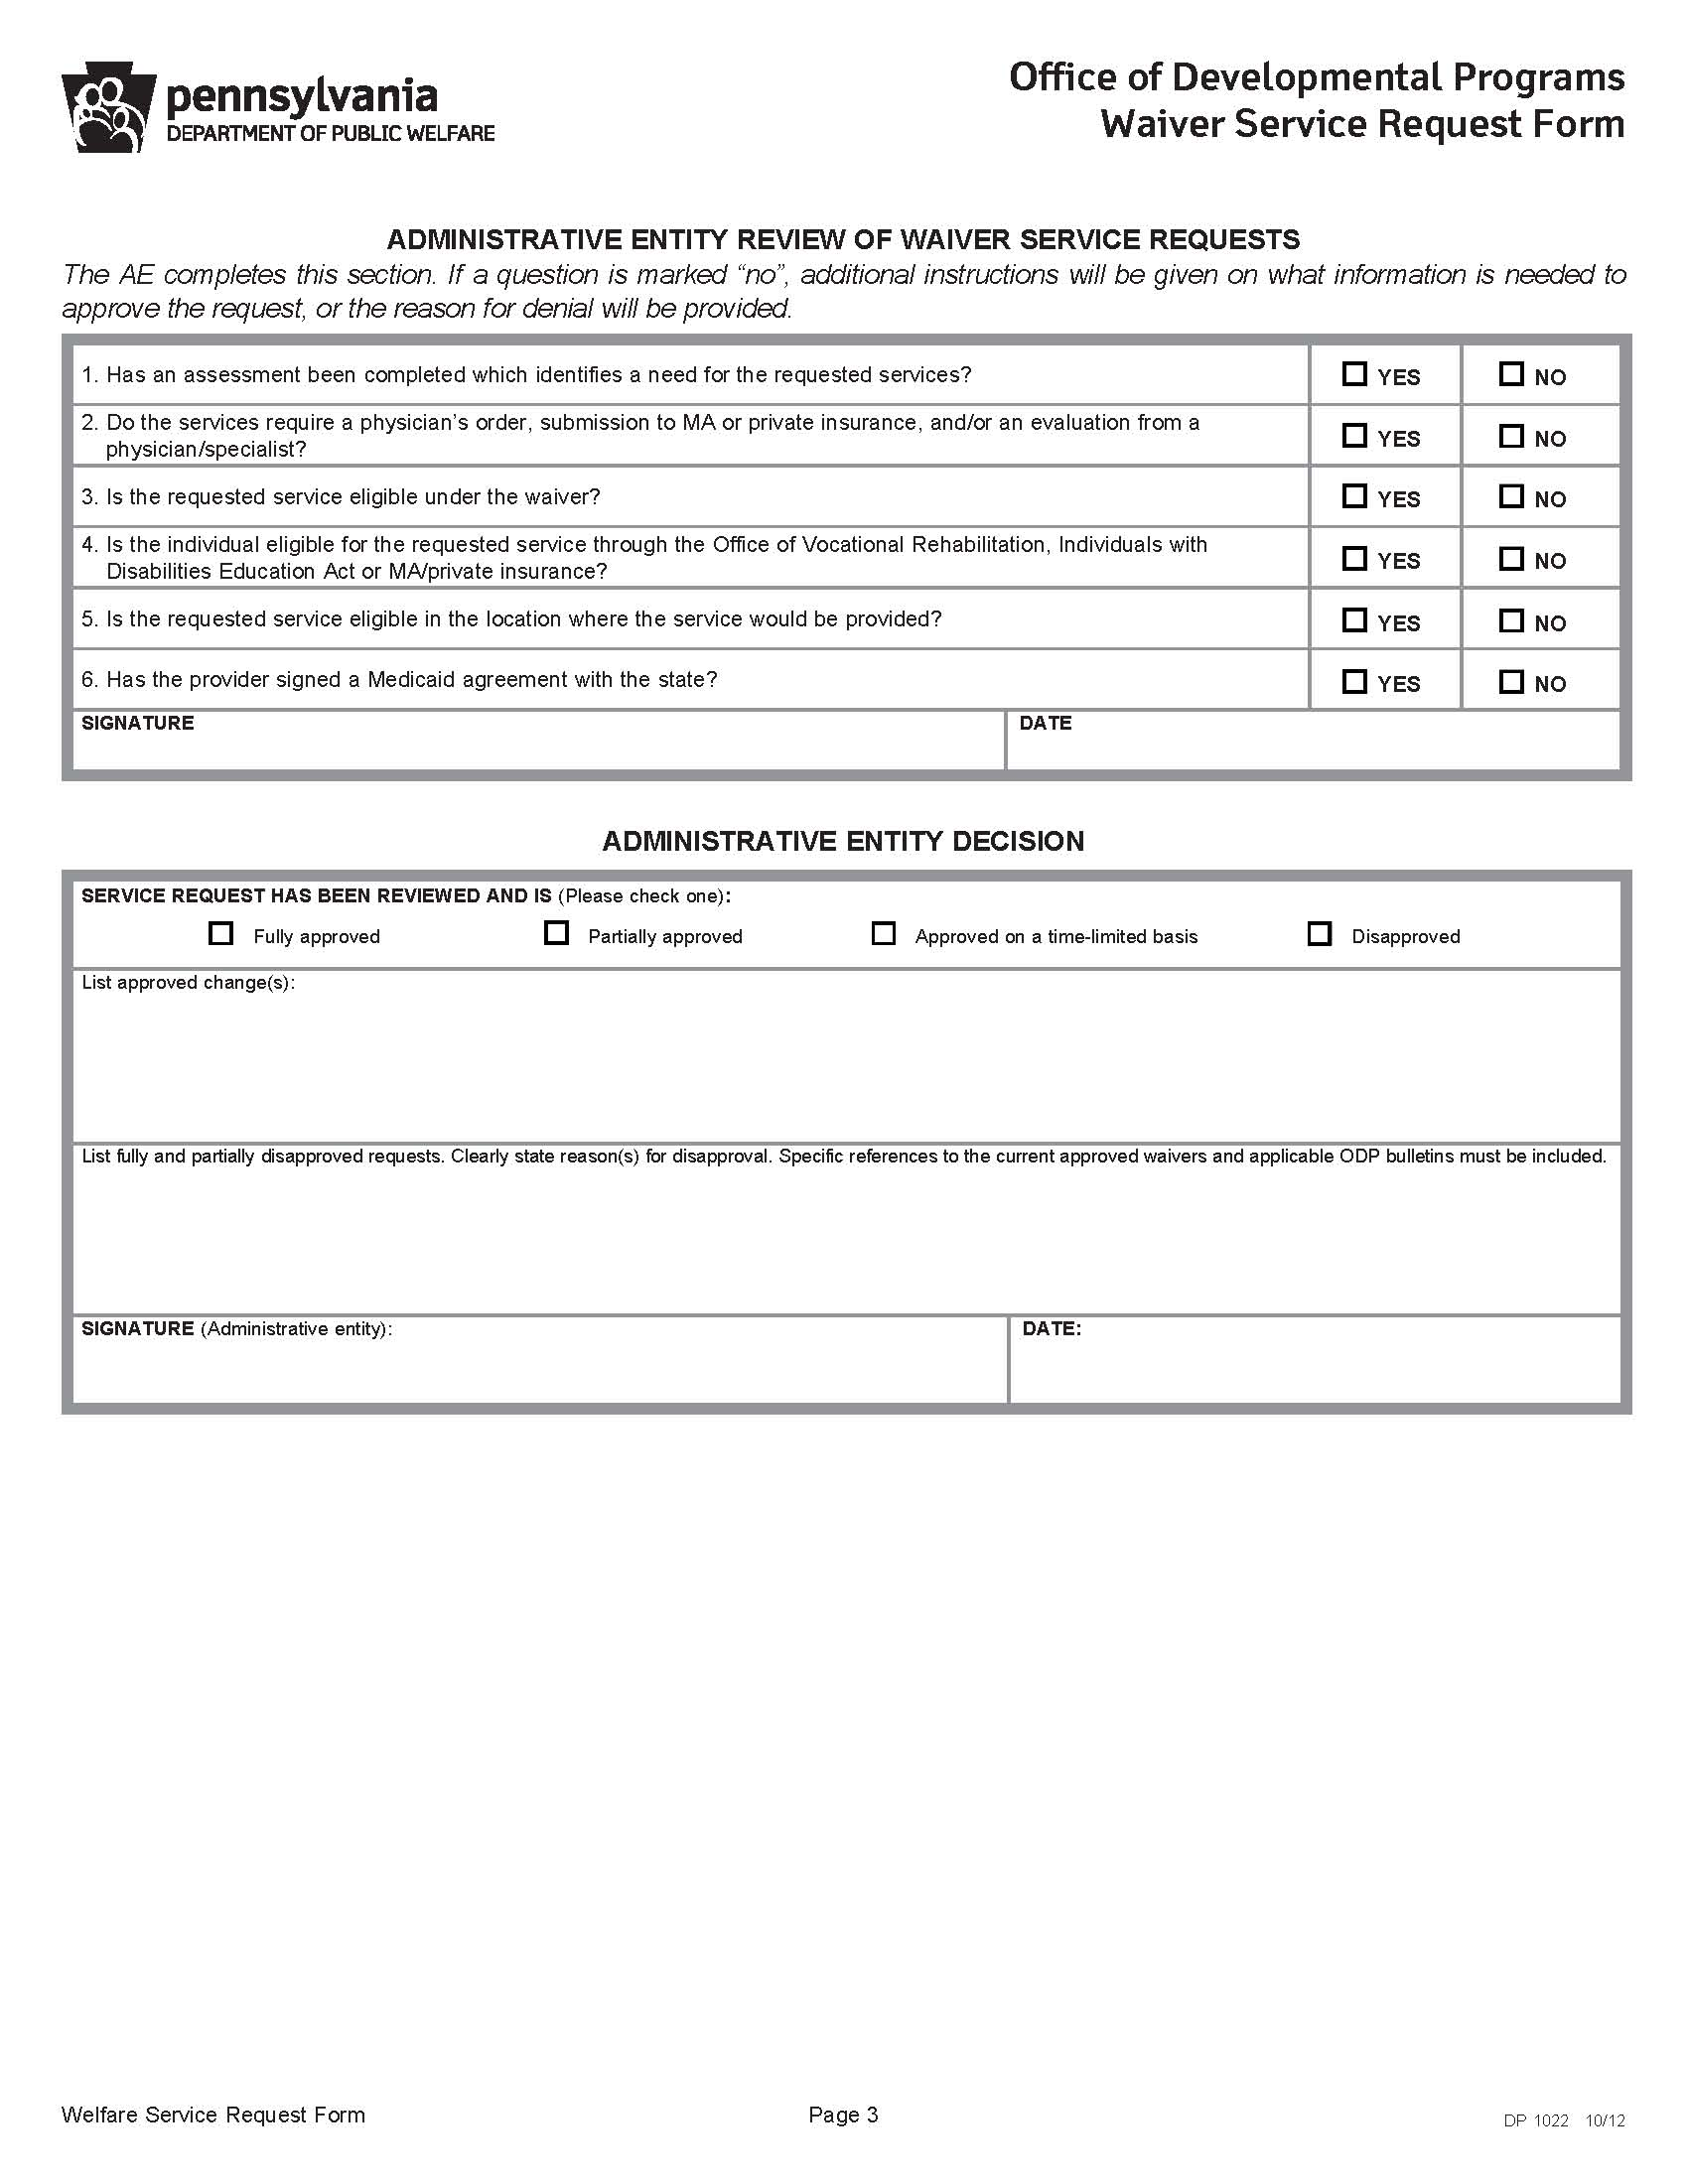 pennsylvania
DEPARTMENT OF PUBLIC WELFARE
Office of Developmental Programs
Waiver Service Request Form
ADMINISTRATIVE ENTITY REVIEW OF WAIVER SERVICE REQUESTS
The AE completes this section. If a question is marked “no”, additional instructions will be given on what information is needed to
approve the request, or the reason for denial will be provided.
1. Has an assessment been completed which identifies a need for the requested services? YES NO
2. Do the services require a physician’s order, submission to MA or private insurance, and/or an evaluation from a
physician/specialist? YES NO
3. Is the requested service eligible under the waiver? YES NO
4. Is the individual eligible for the requested service through the Office of Vocational Rehabilitation, Individuals with
Disabilities Education Act or MA/private insurance? YES NO
5. Is the requested service eligible in the location where the service would be provided? YES NO
6. Has the provider signed a Medicaid agreement with the state? YES NO
SIGNATURE DATE
ADMINISTRATIVE ENTITY DECISION
SERVICE REQUEST HAS BEEN REVIEWED AND IS (Please check one):
Fully approved Partially approved Approved on a time-limited basis Disapproved
List approved change(s):
List fully and partially disapproved requests. Clearly state reason(s) for disapproval. Specific references to the current approved waivers and applicable ODP bulletins must be included.
SIGNATURE (Administrative entity): DATE:
Welfare Service Request Form Page 3 DP 1022 10/12